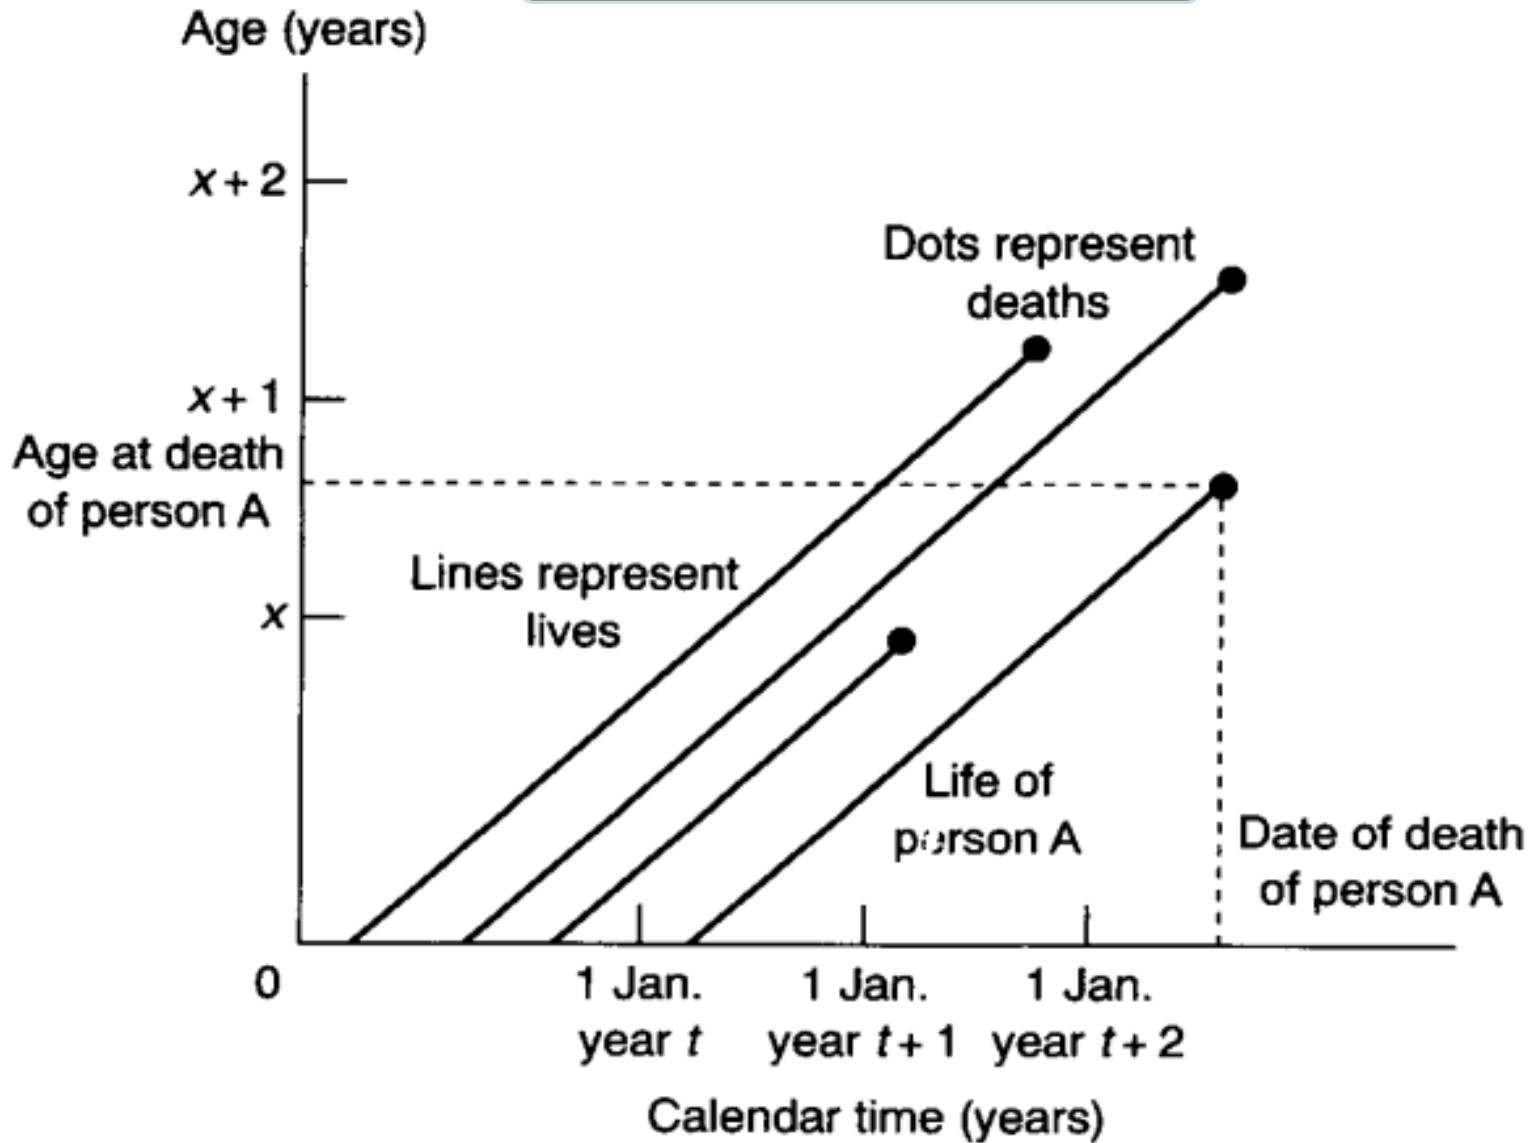 Age (years)
x + 2
Dots represent
deaths
x + 1
Age at death
of person A
Lines represent
lives
x
Life of
person A
Date of death
of person A
0
1 Jan.
year t
1 Jan.
year t + 1
1 Jan.
year t + 2
Calendar time (years)